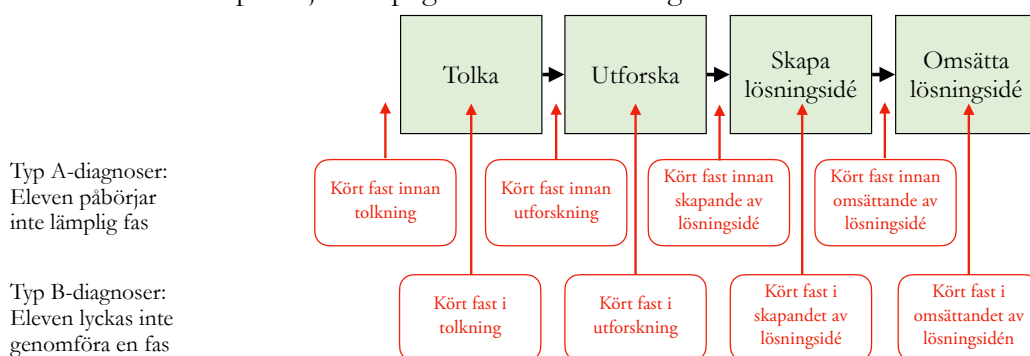 Tolka
Utforska
Skapa
lösningsidé
Omsätta
lösningsidé
Typ A-diagnoser:
Eleven påbörjar
inte lämplig fas
Kört fast innan
tolkning
Kört fast innan
utforskning
Kört fast innan
skapande av
lösningsidé
Kört fast innan
omsättande av
lösningsidé
Typ B-diagnoser:
Eleven lyckas inte
genomföra en fas
Kört fast i
tolkning
Kört fast i
utforskning
Kört fast i
skapandet av
lösningsidé
Kört fast i
omsättandet av
lösningsidén